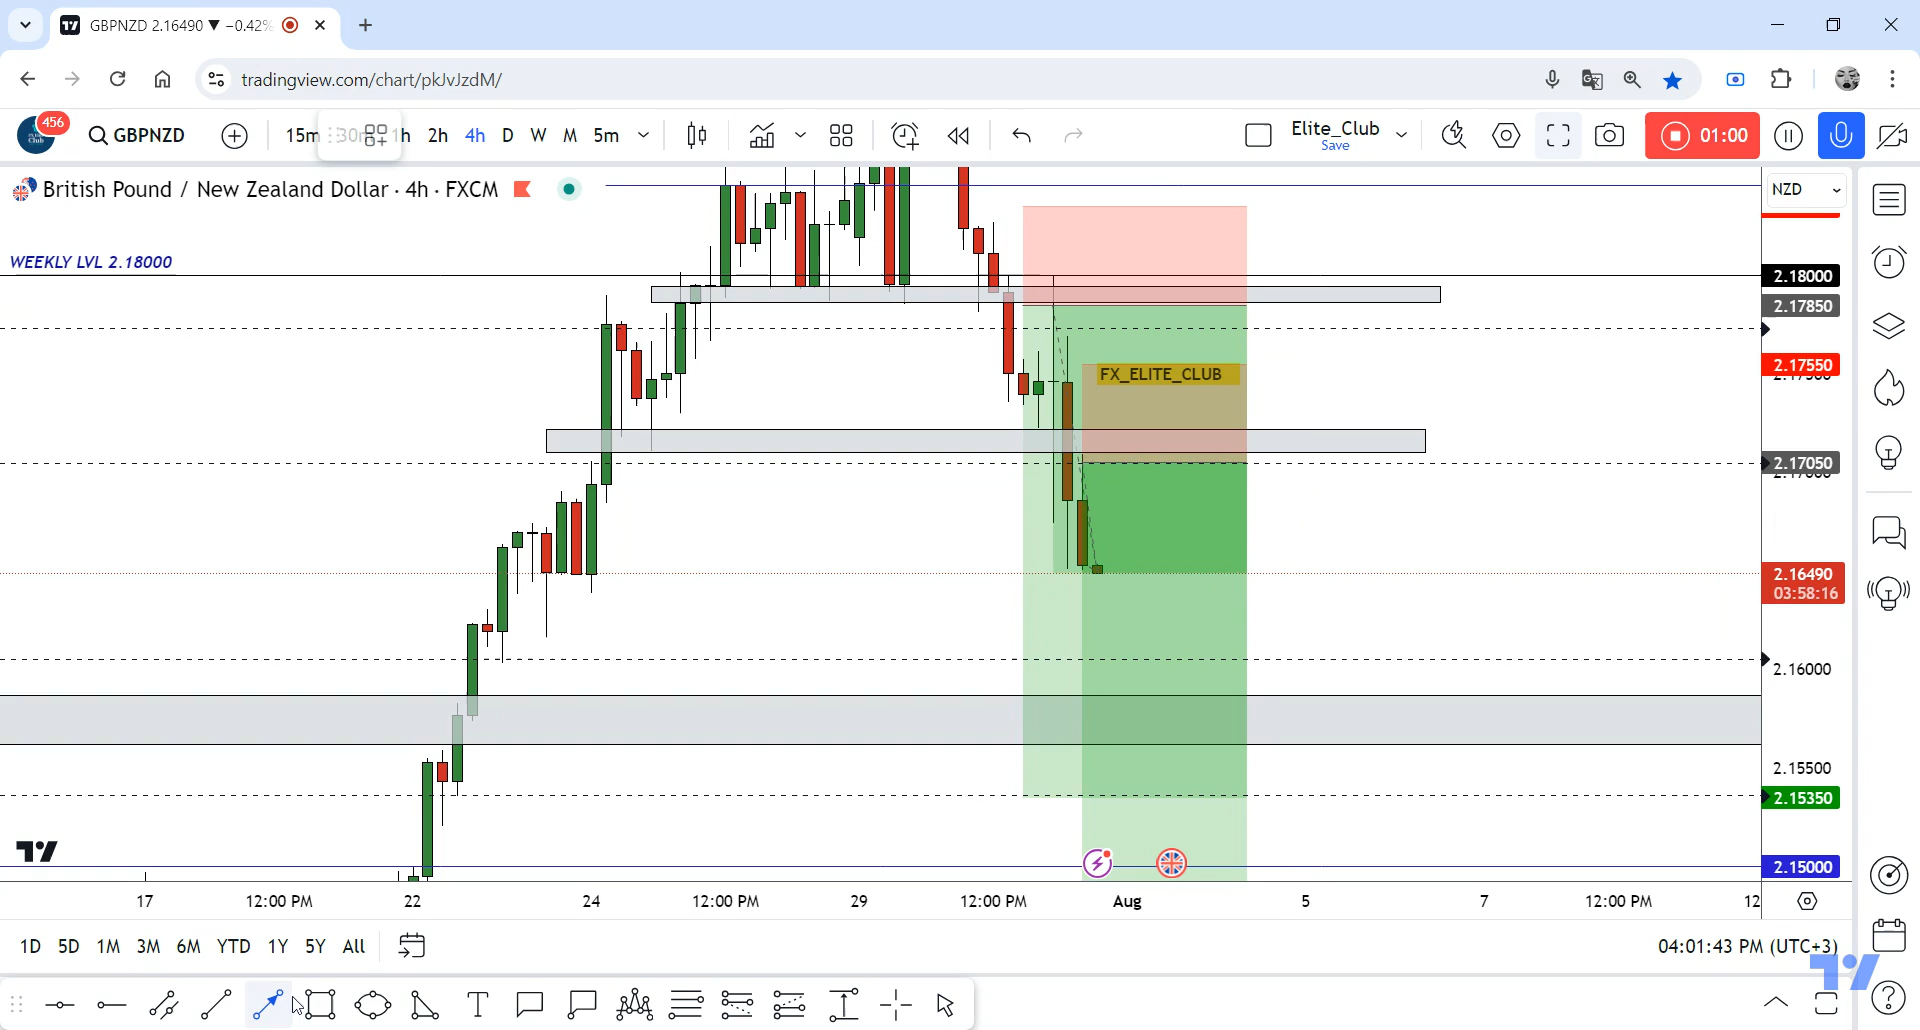 GBPNZD 2.16490 ▼ −0.42%
tradingview.com/chart/pkJvJzdM/
456
GBPNZD
15m 30m 1h 2h 4h D W M 5m
Elite_Club
Save
01:00
British Pound / New Zealand Dollar · 4h · FXCM
NZD
WEEKLY LVL 2.18000
2.18000
2.17850
2.17550
FX_ELITE_CLUB
2.17050
2.16490
03:58:16
2.16000
2.15500
2.15350
2.15000
17 12:00 PM 22 24 12:00 PM 29 12:00 PM Aug 5 7 12:00 PM 12
1D 5D 1M 3M 6M YTD 1Y 5Y All
04:01:43 PM (UTC+3)